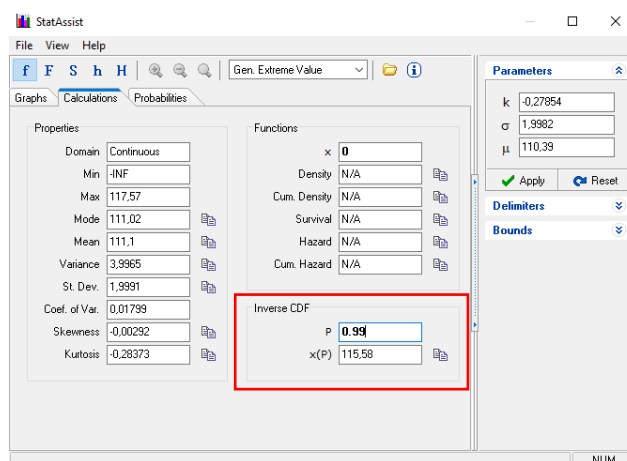 StatAssist
File View Help
f F S h H Gen. Extreme Value
Graphs Calculations Probabilities
Properties
Domain Continuous
Min -INF
Max 117,57
Mode 111,02
Mean 111,1
Variance 3,9965
St. Dev. 1,9991
Coef. of Var. 0,01799
Skewness -0,00292
Kurtosis -0,28373
Functions
x 0
Density N/A
Cum. Density N/A
Survival N/A
Hazard N/A
Cum. Hazard N/A
Inverse CDF
P 0.99
x(P) 115,58
Parameters
k -0,27854
σ 1,9982
μ 110,39
Apply Reset
Delimiters
Bounds
NUM